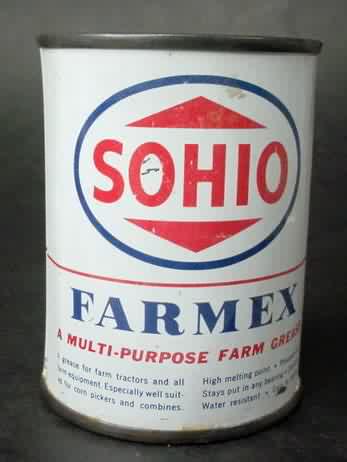 SOHIO
FARMEX
A MULTI-PURPOSE FARM GREASE
grease for farm tractors and all
farm equipment. Especially well suit-
ed for corn pickers and combines.
High melting point •
Stays put in any bearing •
Water resistant •